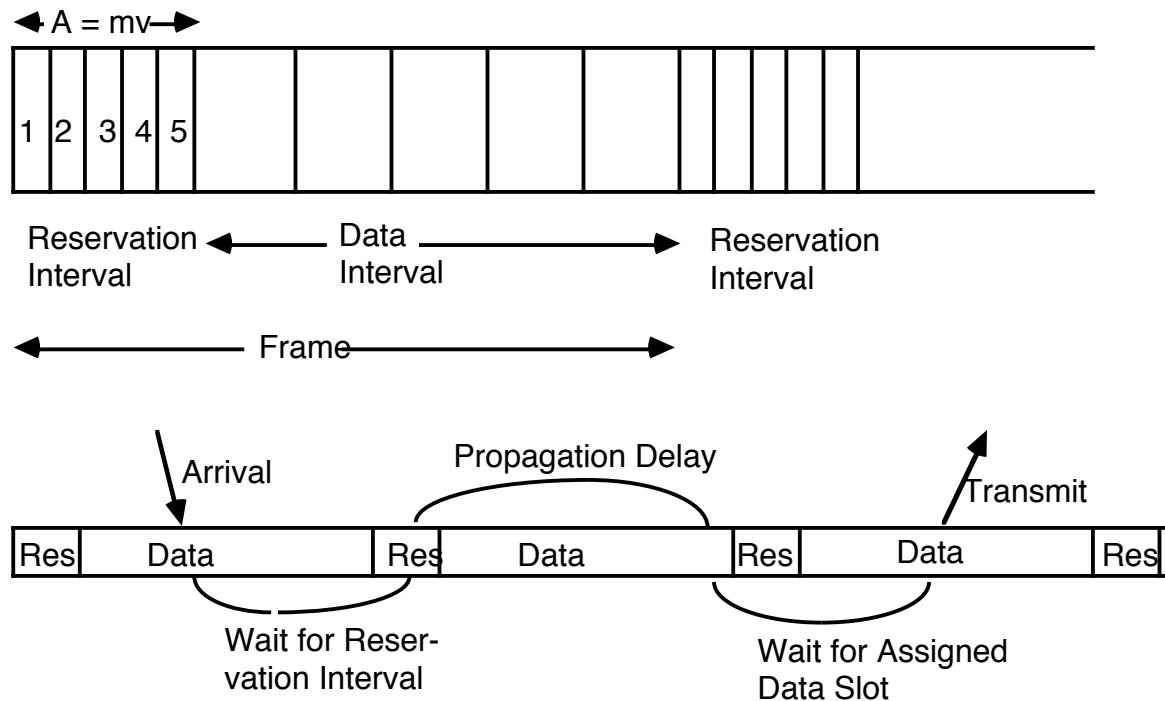 A = mv
1 2 3 4 5
Reservation
Interval
Data
Interval
Reservation
Interval
Frame
Arrival
Propagation Delay
Transmit
Res Data Res Data Res Data Res
Wait for Reser-
vation Interval
Wait for Assigned
Data Slot